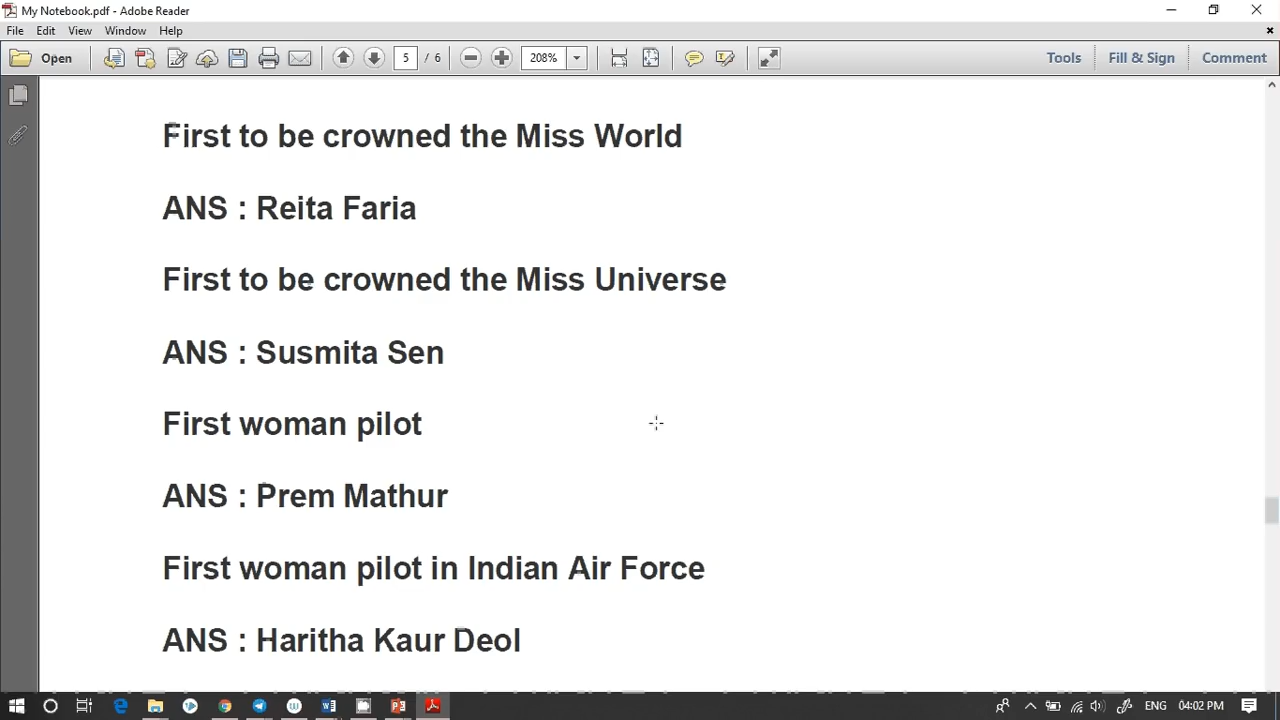 My Notebook.pdf - Adobe Reader
File Edit View Window Help
Open 5 / 6 208% Tools Fill & Sign Comment
First to be crowned the Miss World
ANS : Reita Faria
First to be crowned the Miss Universe
ANS : Susmita Sen
First woman pilot
ANS : Prem Mathur
First woman pilot in Indian Air Force
ANS : Haritha Kaur Deol
ENG 04:02 PM